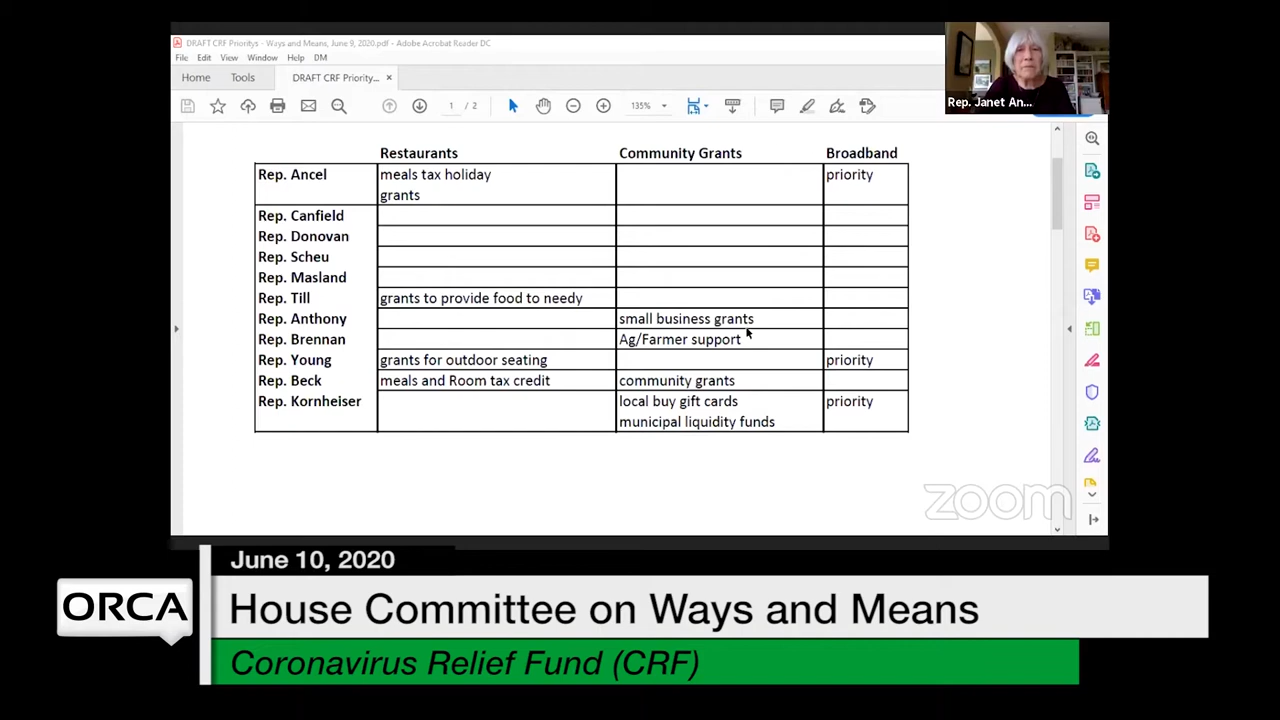 DRAFT CRF Prioritys - Ways and Means, June 9, 2020.pdf - Adobe Acrobat Reader DC
File Edit View Window Help DM
Home Tools DRAFT CRF Priority... ×
1 / 2 135%
Rep. Janet An...
Restaurants Community Grants Broadband
Rep. Ancel meals tax holiday priority
grants
Rep. Canfield
Rep. Donovan
Rep. Scheu
Rep. Masland
Rep. Till grants to provide food to needy
Rep. Anthony small business grants
Rep. Brennan Ag/Farmer support
Rep. Young grants for outdoor seating priority
Rep. Beck meals and Room tax credit community grants
Rep. Kornheiser local buy gift cards priority
municipal liquidity funds
zoom
June 10, 2020
ORCA
House Committee on Ways and Means
Coronavirus Relief Fund (CRF)